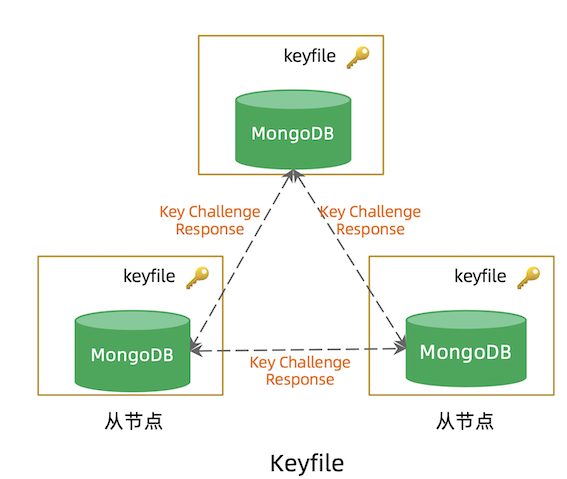 keyfile
MongoDB
Key Challenge
Response
Key Challenge
Response
keyfile
MongoDB
从节点
Key Challenge
Response
keyfile
MongoDB
从节点
Keyfile